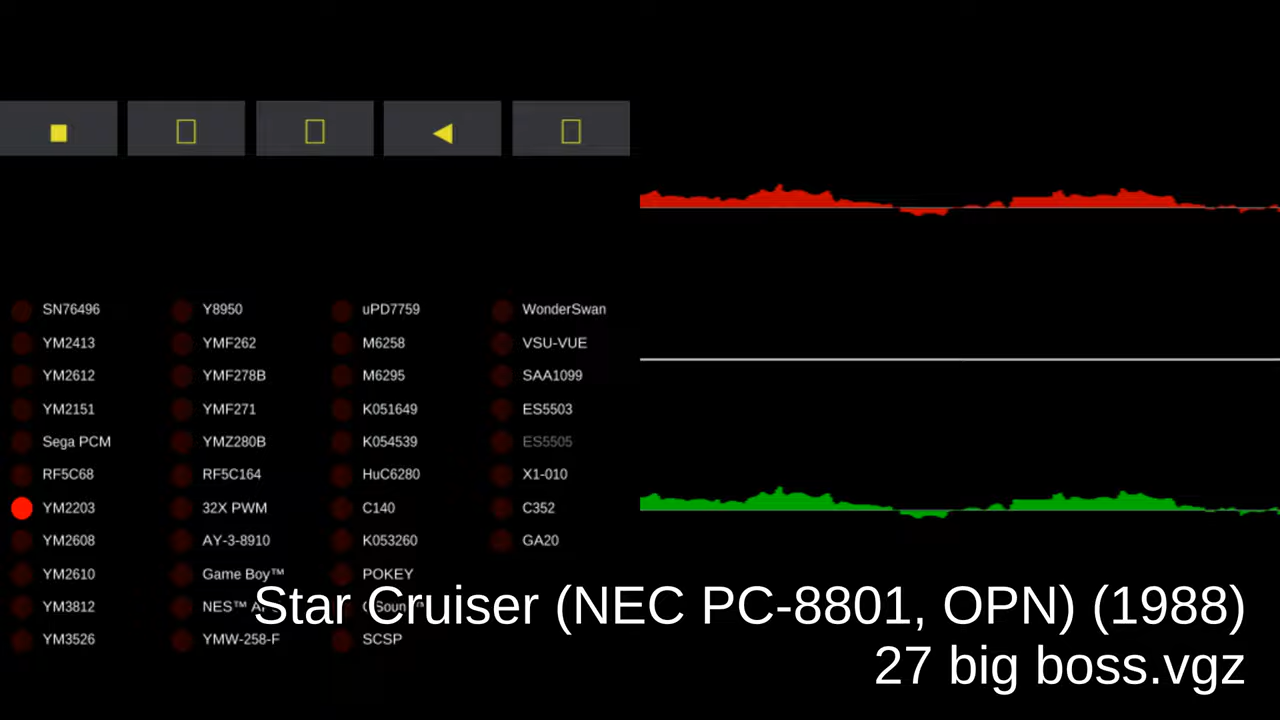 SN76496 Y8950 uPD7759 WonderSwan
YM2413 YMF262 M6258 VSU-VUE
YM2612 YMF278B M6295 SAA1099
YM2151 YMF271 K051649 ES5503
Sega PCM YMZ280B K054539 ES5505
RF5C68 RF5C164 HuC6280 X1-010
YM2203 32X PWM C140 C352
YM2608 AY-3-8910 K053260 GA20
YM2610 Game Boy™ POKEY
YM3812 NES™
YM3526 YMW-258-F SCSP
Star Cruiser (NEC PC-8801, OPN) (1988)
27 big boss.vgz